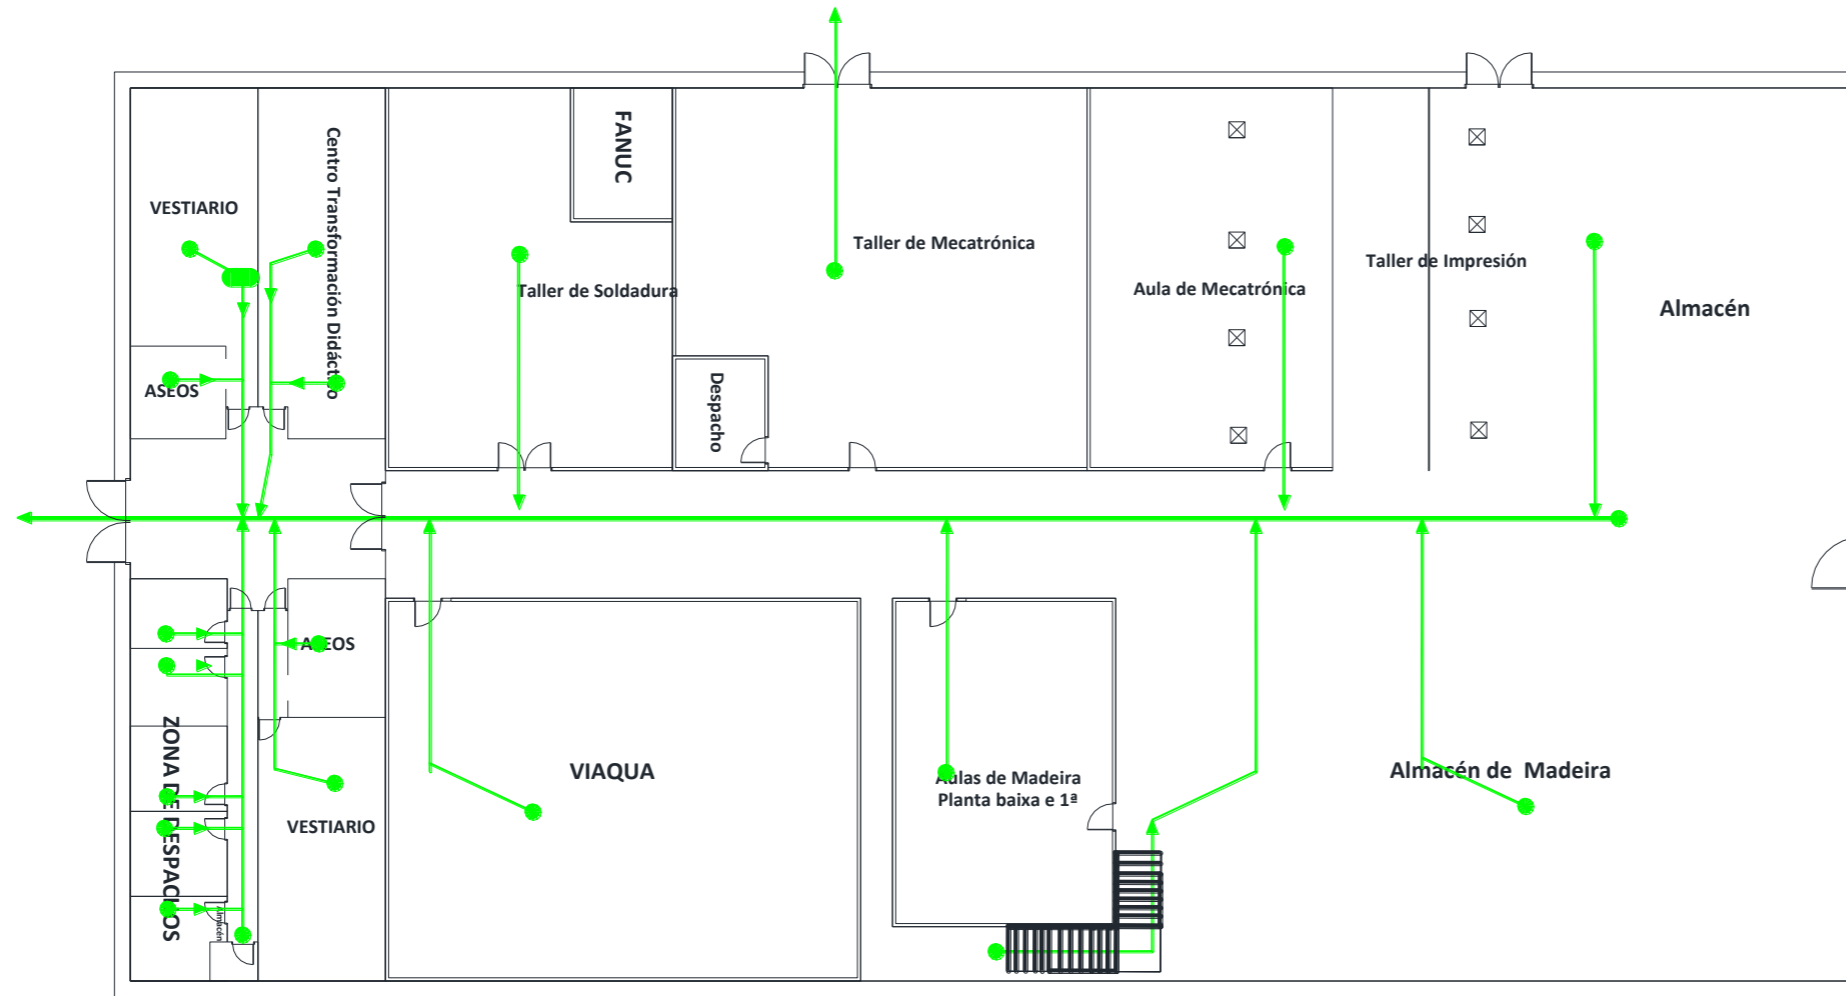 FANUC
Centro Transformación Didáctico
VESTIARIO
Taller de Mecatrónica
Taller de Impresión
Taller de Soldadura
Aula de Mecatrónica
Almacén
ASEOS
Despacho
ASEOS
ZONA DE DESPACHOS
VIAQUA
Almacén de Madeira
Aulas de Madeira
Planta baixa e 1ª
VESTIARIO
Almacén